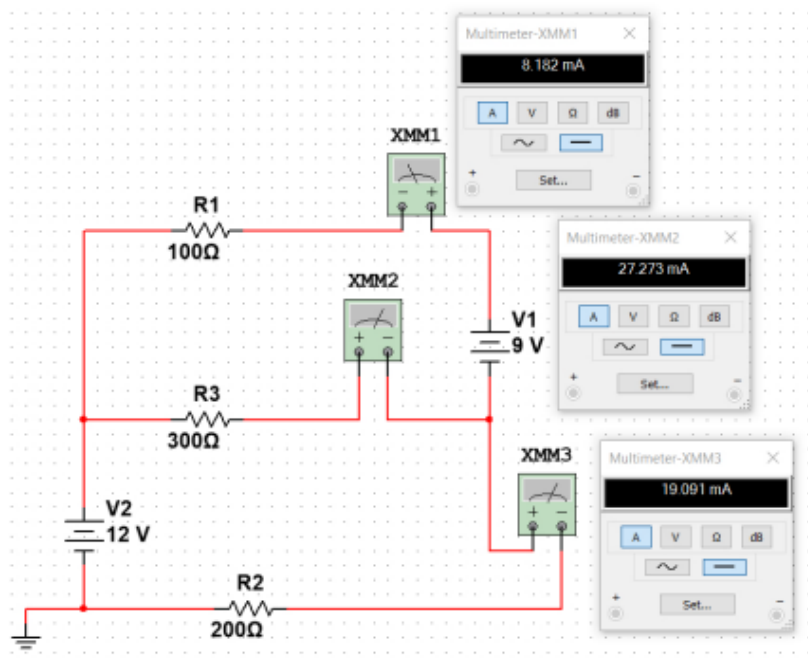 Multimeter-XMM1
8.182 mA
A V Ω dB
+ Set... −
XMM1
− +
R1
100Ω
Multimeter-XMM2
27.273 mA
A V Ω dB
+ Set... −
XMM2
+ −
V1
9 V
R3
300Ω
Multimeter-XMM3
19.091 mA
A V Ω dB
+ Set... −
XMM3
+ −
V2
12 V
R2
200Ω